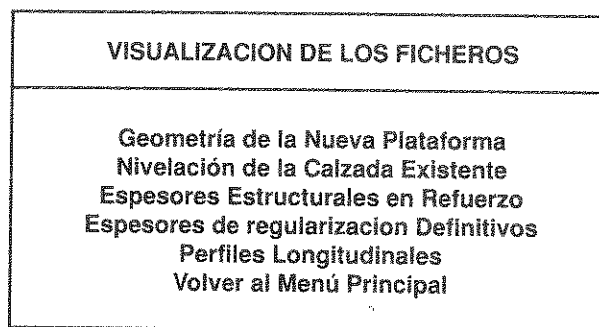 VISUALIZACION DE LOS FICHEROS
Geometría de la Nueva Plataforma
Nivelación de la Calzada Existente
Espesores Estructurales en Refuerzo
Espesores de regularizacion Definitivos
Perfiles Longitudinales
Volver al Menú Principal